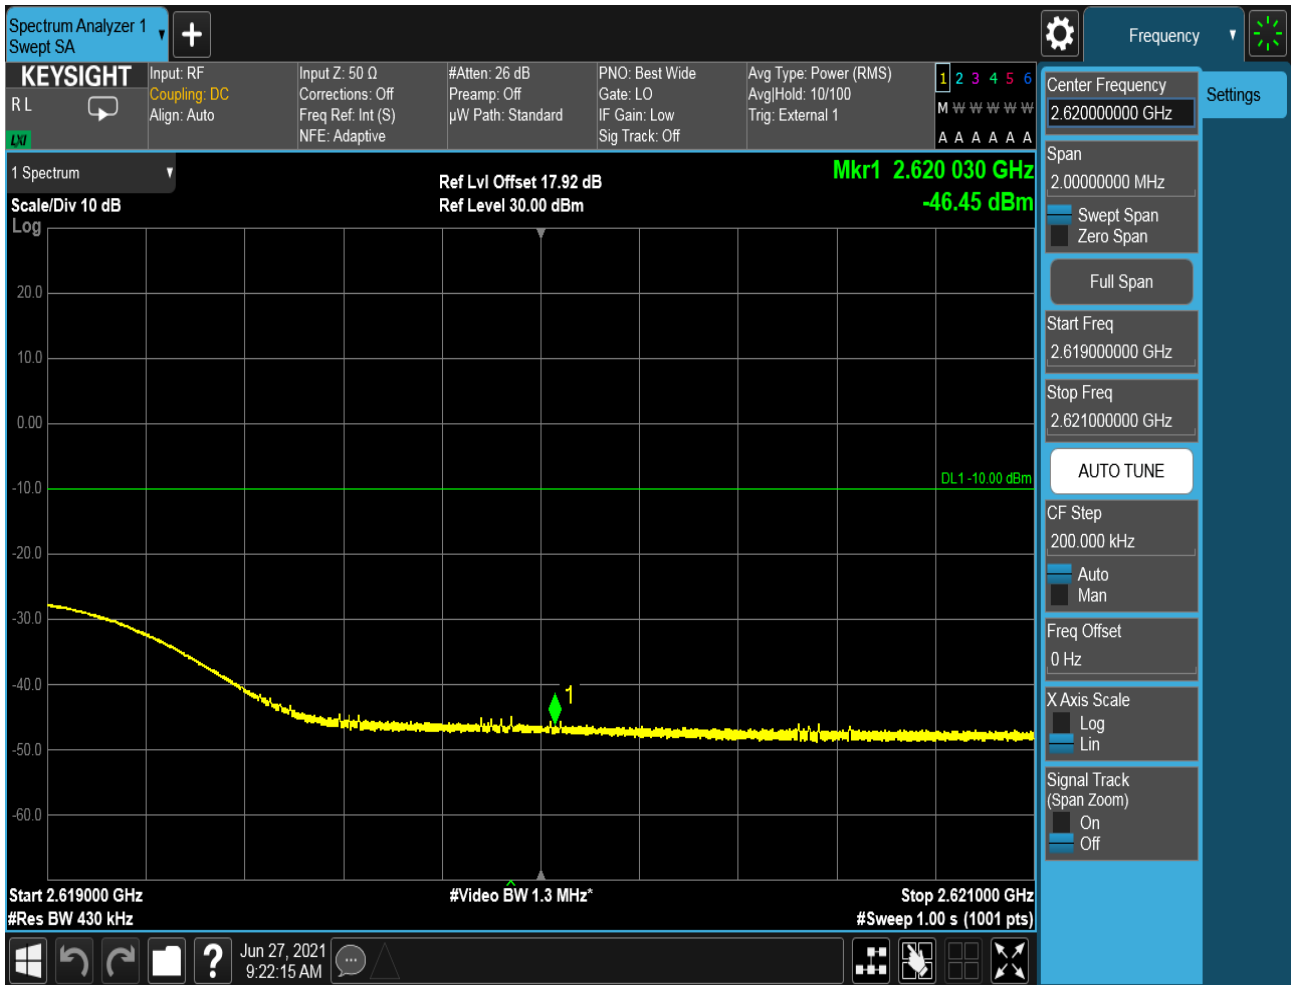 Spectrum Analyzer 1
Swept SA
Frequency
KEYSIGHT
R L
LXI
Input: RF
Coupling: DC
Align: Auto
Input Z: 50 Ω
Corrections: Off
Freq Ref: Int (S)
NFE: Adaptive
#Atten: 26 dB
Preamp: Off
µW Path: Standard
PNO: Best Wide
Gate: LO
IF Gain: Low
Sig Track: Off
Avg Type: Power (RMS)
Avg|Hold: 10/100
Trig: External 1
1 2 3 4 5 6
M W W W W W
A A A A A A
1 Spectrum
Scale/Div 10 dB
Log
Ref Lvl Offset 17.92 dB
Ref Level 30.00 dBm
Mkr1 2.620 030 GHz
-46.45 dBm
20.0
10.0
0.00
-10.0
DL1 -10.00 dBm
-20.0
-30.0
-40.0
1
-50.0
-60.0
Start 2.619000 GHz
#Res BW 430 kHz
#Video BW 1.3 MHz*
Stop 2.621000 GHz
#Sweep 1.00 s (1001 pts)
Jun 27, 2021
9:22:15 AM
Center Frequency
2.620000000 GHz
Span
2.00000000 MHz
Swept Span
Zero Span
Full Span
Start Freq
2.619000000 GHz
Stop Freq
2.621000000 GHz
AUTO TUNE
CF Step
200.000 kHz
Auto
Man
Freq Offset
0 Hz
X Axis Scale
Log
Lin
Signal Track
(Span Zoom)
On
Off
Settings